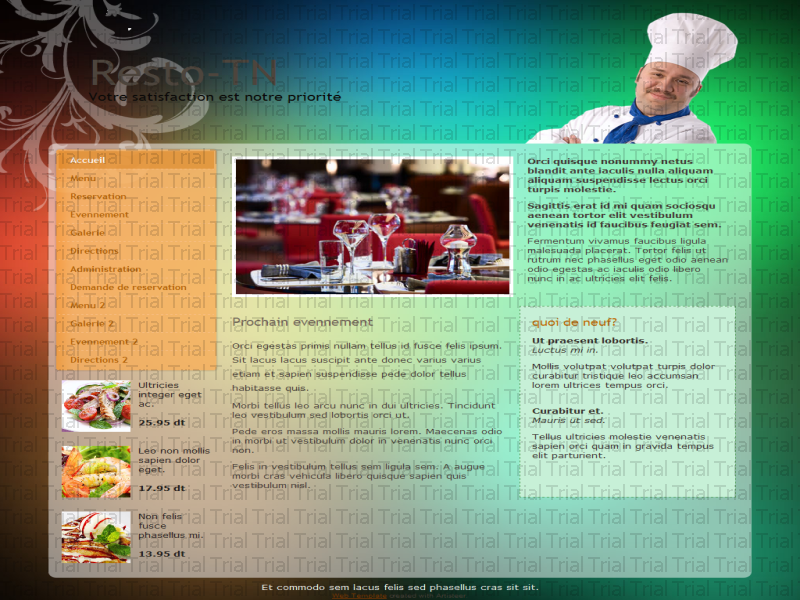 Resto-TN
Votre satisfaction est notre priorité
Accueil
Menu
Reservation
Evennement
Galerie
Directions
Administration
Demande de reservation
Menu 2
Galerie 2
Evennement 2
Directions 2
Ultricies
integer eget
ac.
25.95 dt
Leo non mollis
sapien dolor
eget.
17.95 dt
Non felis
fusce
phasellus mi.
13.95 dt
Prochain evennement
Orci egestas primis nullam tellus id fusce felis ipsum.
Sit lacus lacus suscipit ante donec varius varius
etiam et sapien suspendisse pede dolor tellus
habitasse quis.
Morbi tellus leo arcu nunc in dui ultricies. Tincidunt
leo vestibulum sed lobortis orci ut.
Pede eros massa mollis mauris lorem. Maecenas odio
in morbi ut vestibulum dolor in venenatis nunc orci
non.
Felis in vestibulum tellus sem ligula sem. A augue
morbi cras vehicula libero quisque sapien quis
vestibulum nisl.
Orci quisque nonummy netus
blandit ante iaculis nulla aliquam
aliquam suspendisse lectus orci
turpis molestie.
Sagittis erat id mi quam sociosqu
aenean tortor elit vestibulum
venenatis id faucibus feugiat sem.
Fermentum vivamus faucibus ligula
malesuada placerat. Tortor felis ut
rutrum nec phasellus eget odio aenean
odio egestas ac iaculis odio libero
nunc in ac ultricies elit felis.
quoi de neuf?
Ut praesent lobortis.
Luctus mi in.
Mollis volutpat volutpat turpis dolor
curabitur tristique leo accumsan
lorem ultrices tempus orci.
Curabitur et.
Mauris ut sed.
Tellus ultricies molestie venenatis
sapien orci quam in gravida tempus
elit parturient.
Et commodo sem lacus felis sed phasellus cras sit sit.